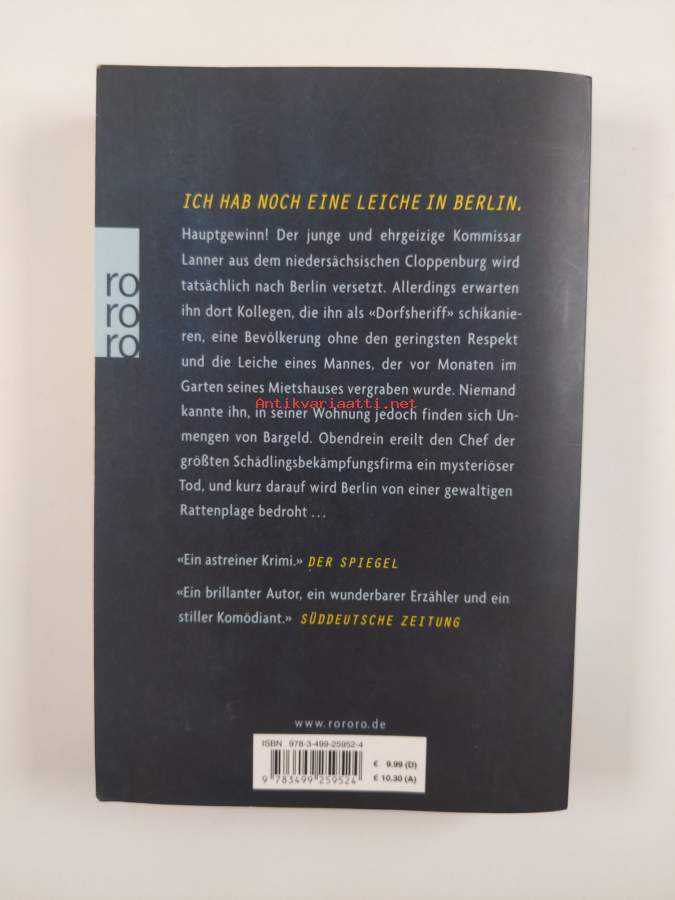 ICH HAB NOCH EINE LEICHE IN BERLIN.
Hauptgewinn! Der junge und ehrgeizige Kommissar
Lanner aus dem niedersächsischen Cloppenburg wird
tatsächlich nach Berlin versetzt. Allerdings erwarten
ihn dort Kollegen, die ihn als «Dorfsheriff» schikanie-
ren, eine Bevölkerung ohne den geringsten Respekt
und die Leiche eines Mannes, der vor Monaten im
Garten seines Mietshauses vergraben wurde. Niemand
kannte ihn, in seiner Wohnung jedoch finden sich Un-
mengen von Bargeld. Obendrein ereilt den Chef der
größten Schädlingsbekämpfungsfirma ein mysteriöser
Tod, und kurz darauf wird Berlin von einer gewaltigen
Rattenplage bedroht ...
«Ein astreiner Krimi.» DER SPIEGEL
«Ein brillanter Autor, ein wunderbarer Erzähler und ein
stiller Komödiant.» SÜDDEUTSCHE ZEITUNG
ro
ro
ro
Antikvariaatti.net
www.rororo.de
ISBN 978-3-499-25952-4
€ 9.99 (D)
€ 10.30 (A)
9 783499 259524